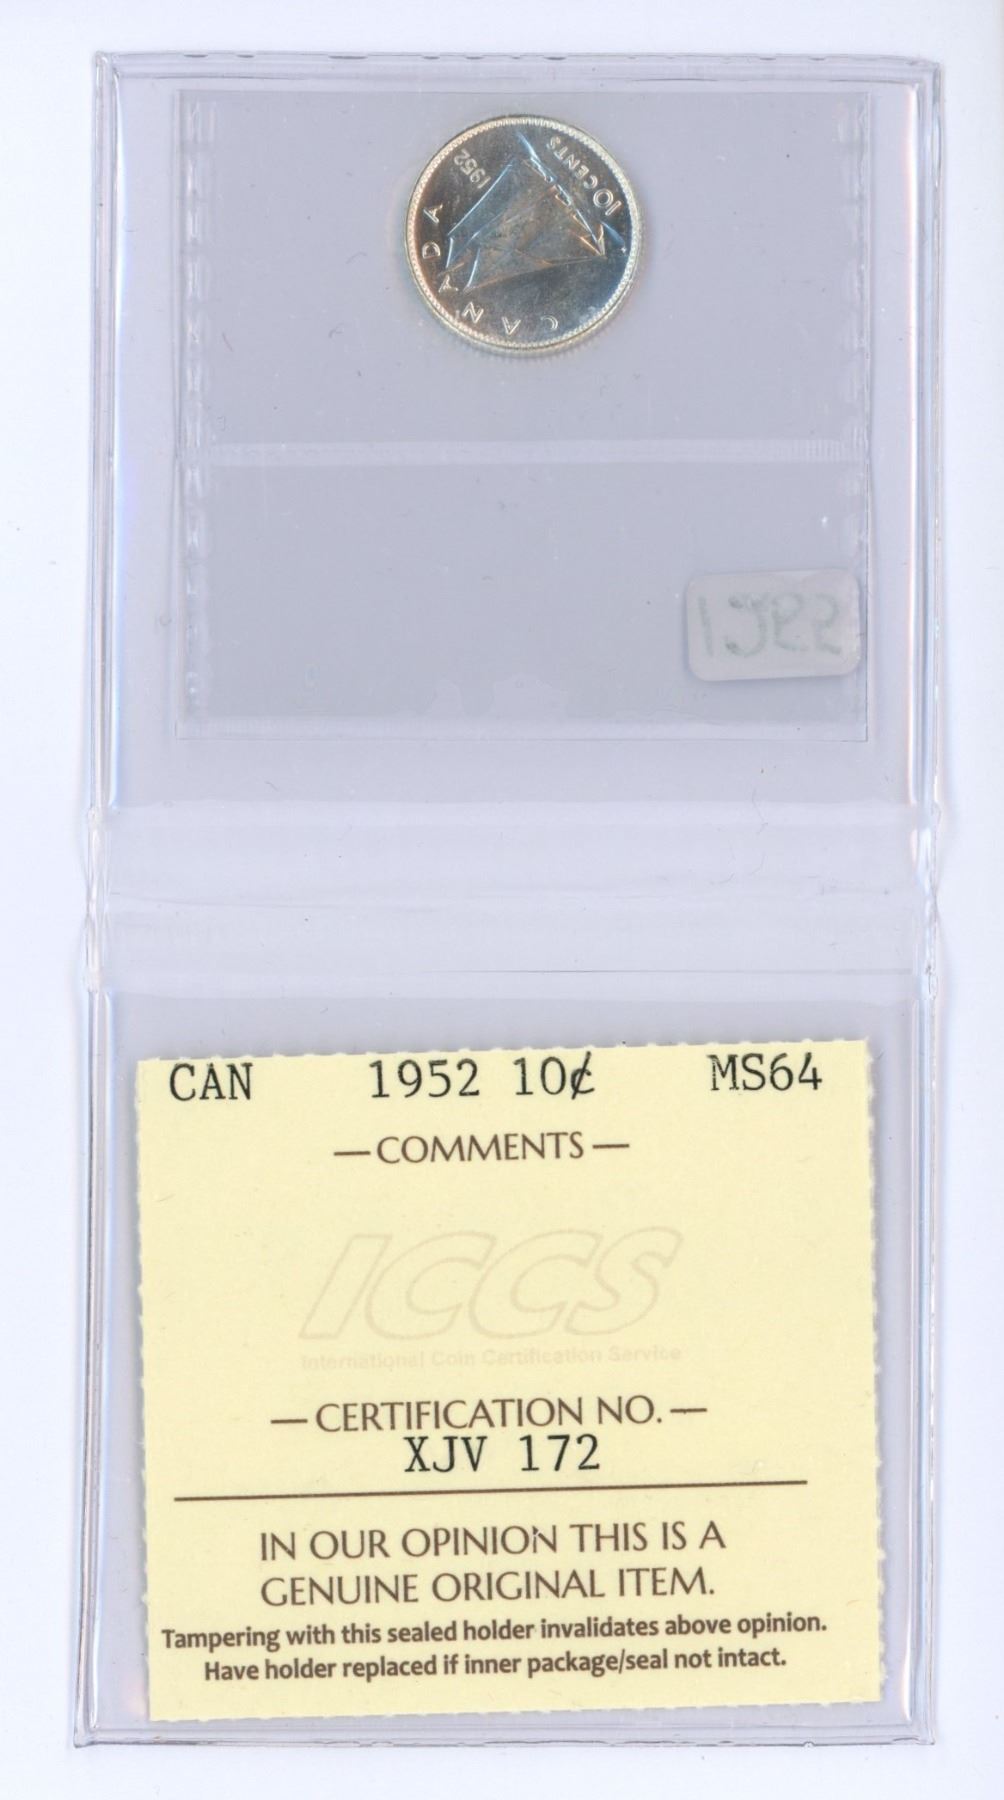 CANADA
1952
10 CENTS
CAN 1952 10¢ MS64
—COMMENTS—
ICCS
International Coin Certification Service
—CERTIFICATION NO.—
XJV 172
IN OUR OPINION THIS IS A
GENUINE ORIGINAL ITEM.
Tampering with this sealed holder invalidates above opinion.
Have holder replaced if inner package/seal not intact.